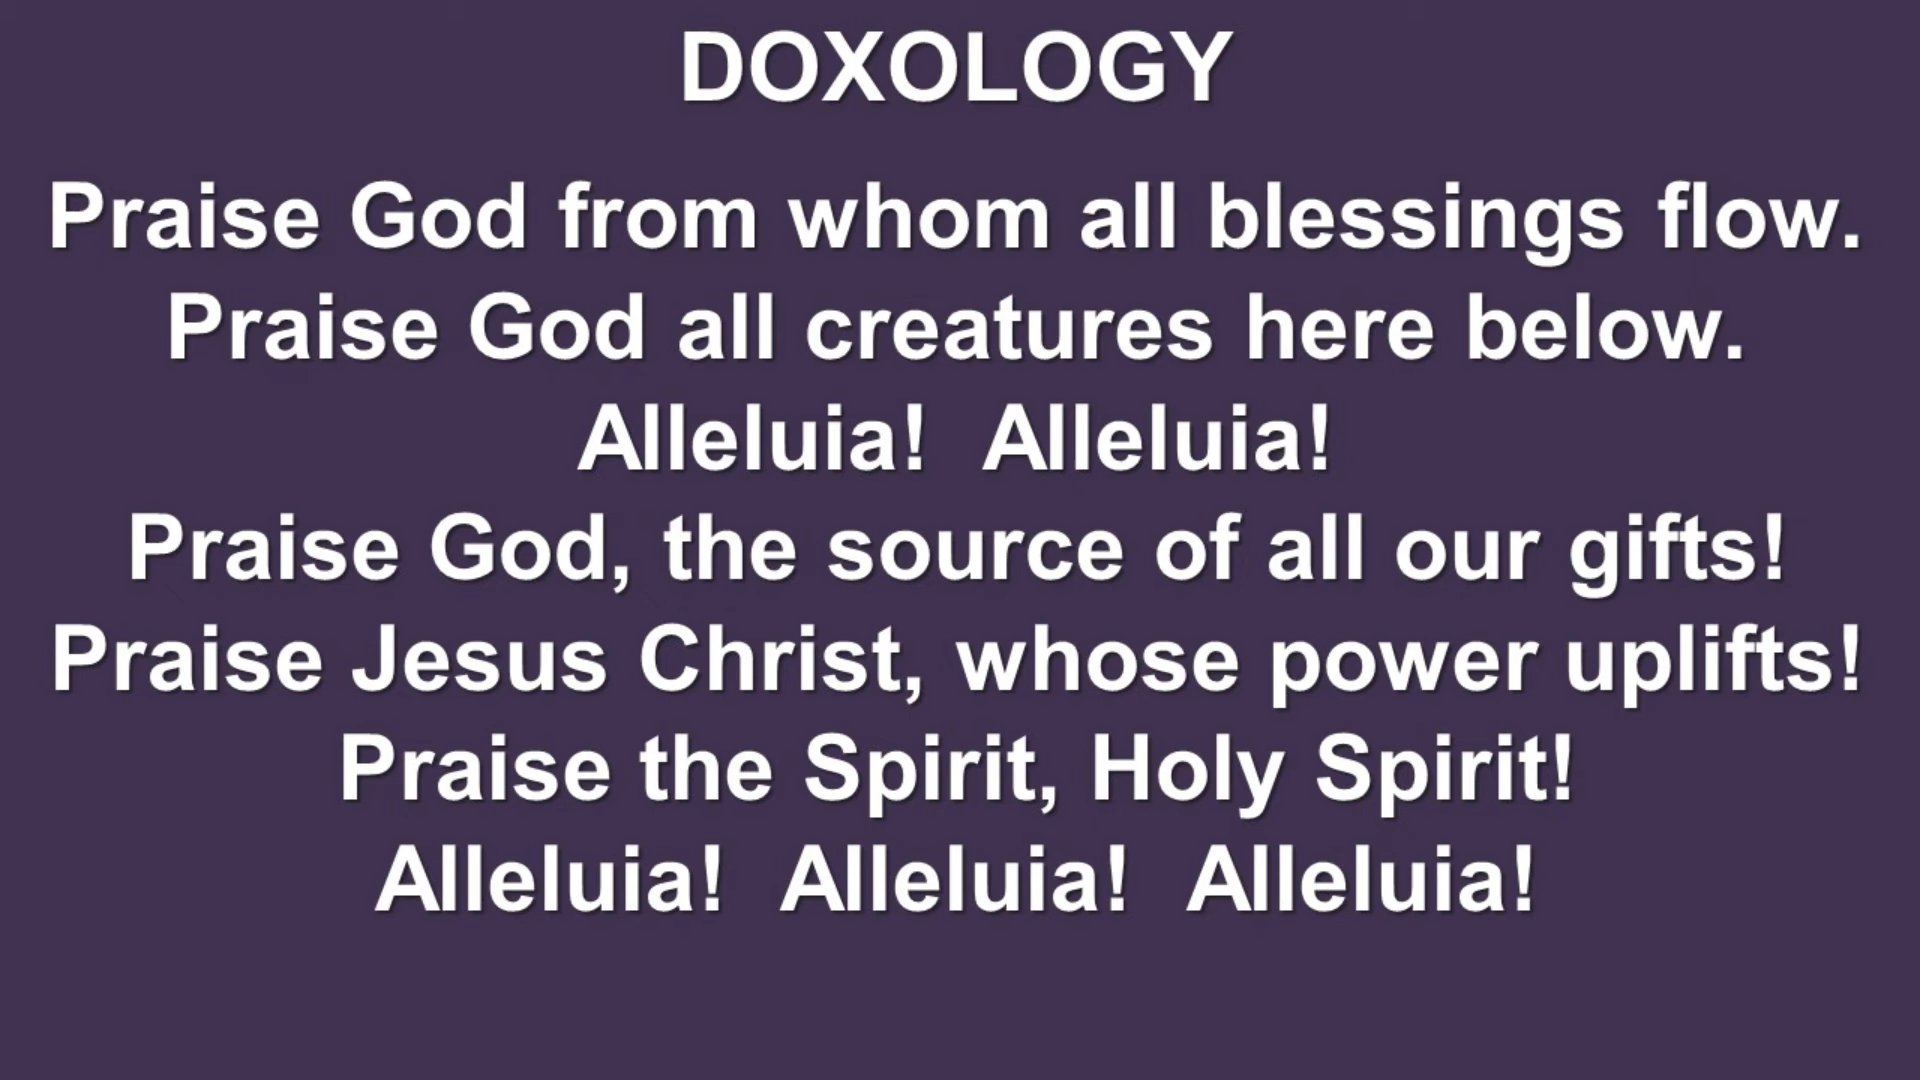 DOXOLOGY
Praise God from whom all blessings flow.
Praise God all creatures here below.
Alleluia!  Alleluia!
Praise God, the source of all our gifts!
Praise Jesus Christ, whose power uplifts!
Praise the Spirit, Holy Spirit!
Alleluia!  Alleluia!  Alleluia!